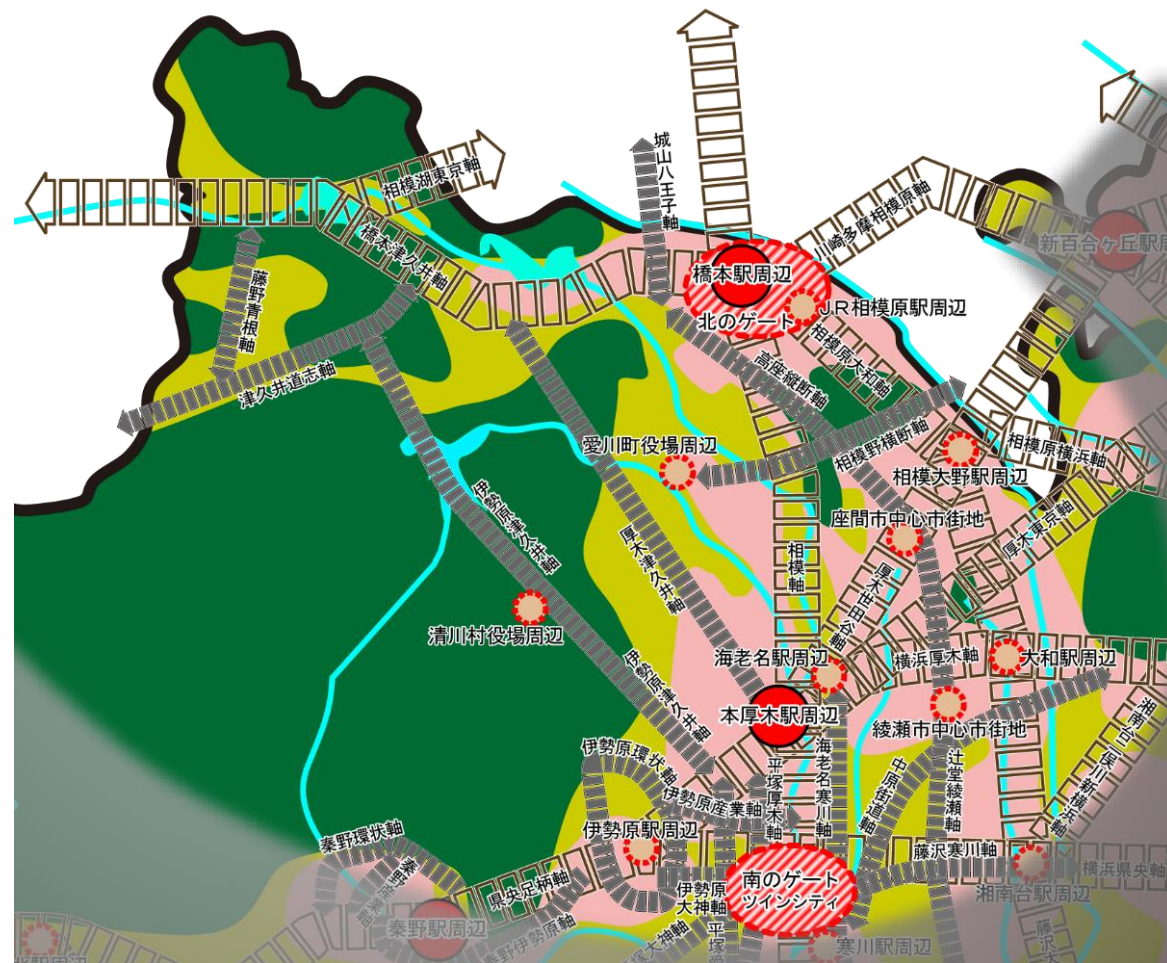 城山八王子軸
相模湖東京軸
川崎多摩相模原軸
新百合ヶ丘駅周
橋本津久井軸
橋本駅周辺
藤野青根軸
北のゲート
JR相模原駅周辺
相模原大和軸
高座縦断軸
津久井道志軸
相模野横断軸
愛川町役場周辺
相模原横浜軸
相模大野駅周辺
伊勢原津久井軸
座間市中心市街地
厚木東京軸
厚木津久井軸
相模軸
厚木世田谷軸
清川村役場周辺
海老名駅周辺
横浜厚木軸
大和駅周辺
伊勢原津久井軸
本厚木駅周辺
綾瀬市中心市街地
湘南台二俣川新横浜軸
伊勢原環状軸
平塚厚木軸
海老名寒川軸
中原街道軸
辻堂綾瀬軸
伊勢原産業軸
伊勢原駅周辺
秦野環状軸
藤沢寒川軸
県央足柄軸
南のゲート
ツインシティ
伊勢原
大神軸
湘南台駅周辺
横浜県央軸
秦野駅周辺
秦野伊勢原軸
寒川駅周辺